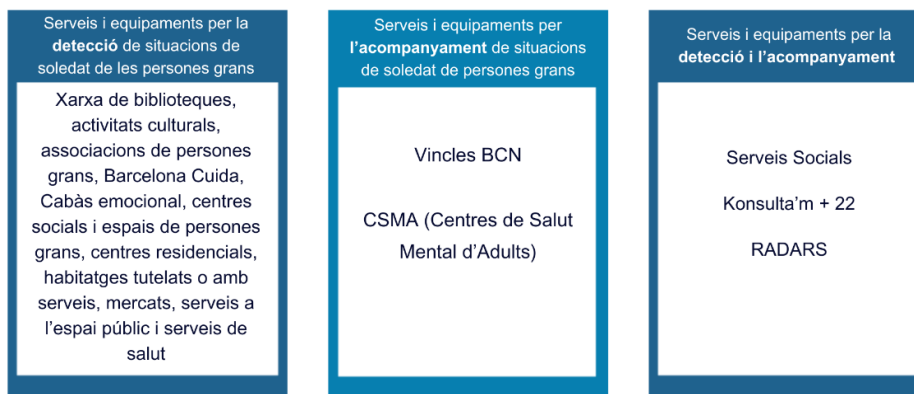 Serveis i equipaments per la
detecció de situacions de
soledat de les persones grans
Xarxa de biblioteques,
activitats culturals,
associacions de persones
grans, Barcelona Cuida,
Cabàs emocional, centres
socials i espais de persones
grans, centres residencials,
habitatges tutelats o amb
serveis, mercats, serveis a
l’espai públic i serveis de
salut
Serveis i equipaments per
l’acompanyament de situacions
de soledat de persones grans
Vincles BCN
CSMA (Centres de Salut
Mental d’Adults)
Serveis i equipaments per la
detecció i l’acompanyament
Serveis Socials
Konsulta’m + 22
RADARS